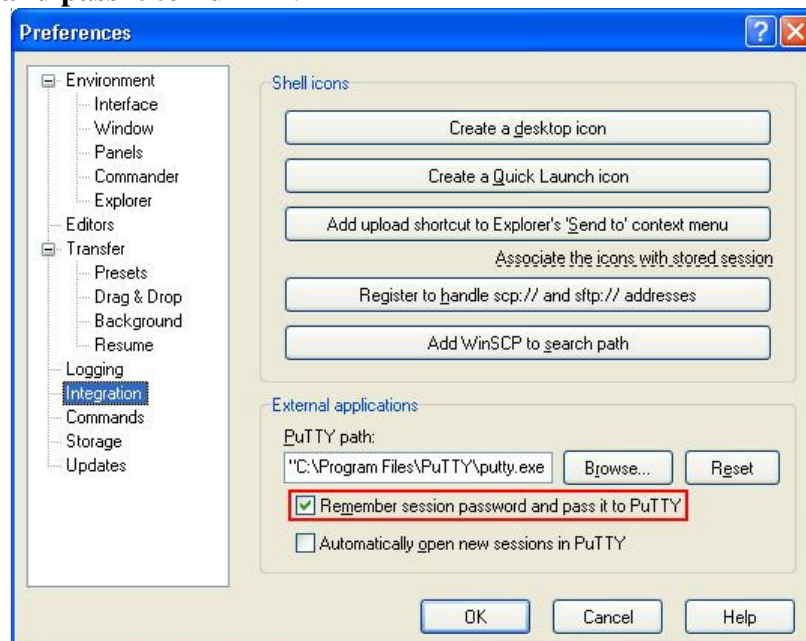 Preferences
Environment
Interface
Window
Panels
Commander
Explorer
Editors
Transfer
Presets
Drag & Drop
Background
Resume
Logging
Integration
Commands
Storage
Updates
Shell icons
Create a desktop icon
Create a Quick Launch icon
Add upload shortcut to Explorer's 'Send to' context menu
Associate the icons with stored session
Register to handle scp:// and sftp:// addresses
Add WinSCP to search path
External applications
PuTTY path:
"C:\Program Files\PuTTY\putty.exe Browse... Reset
Remember session password and pass it to PuTTY
Automatically open new sessions in PuTTY
OK Cancel Help